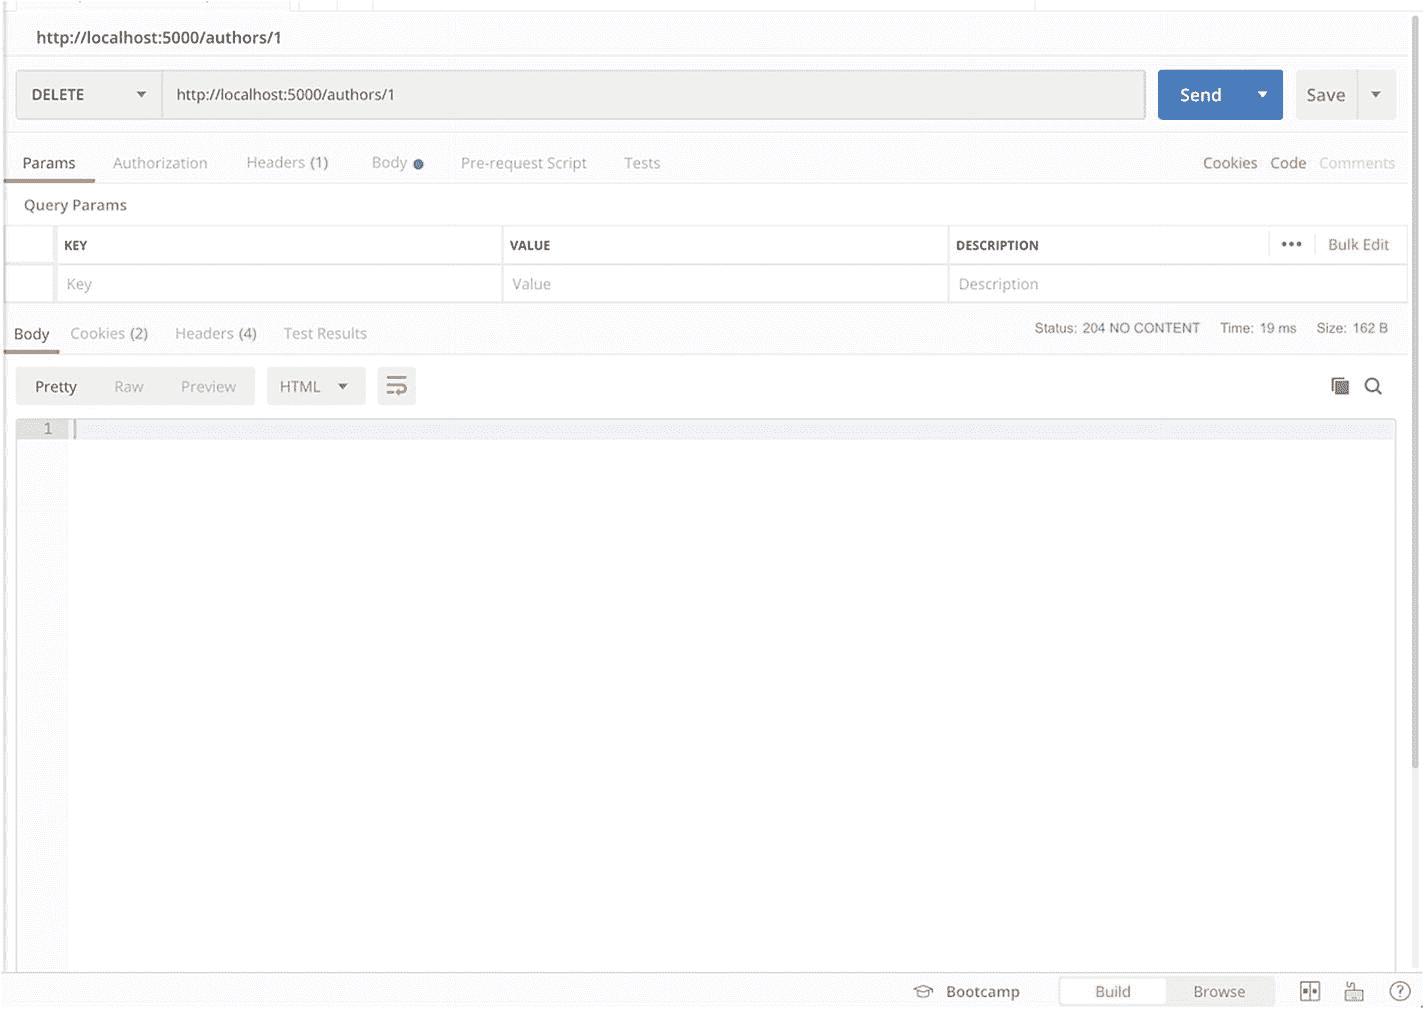 http://localhost:5000/authors/1
DELETE http://localhost:5000/authors/1 Send Save
Params Authorization Headers (1) Body Pre-request Script Tests Cookies Code Comments
Query Params
KEY VALUE DESCRIPTION ••• Bulk Edit
Key Value Description
Body Cookies (2) Headers (4) Test Results Status: 204 NO CONTENT Time: 19 ms Size: 162 B
Pretty Raw Preview HTML
1
Bootcamp Build Browse ?